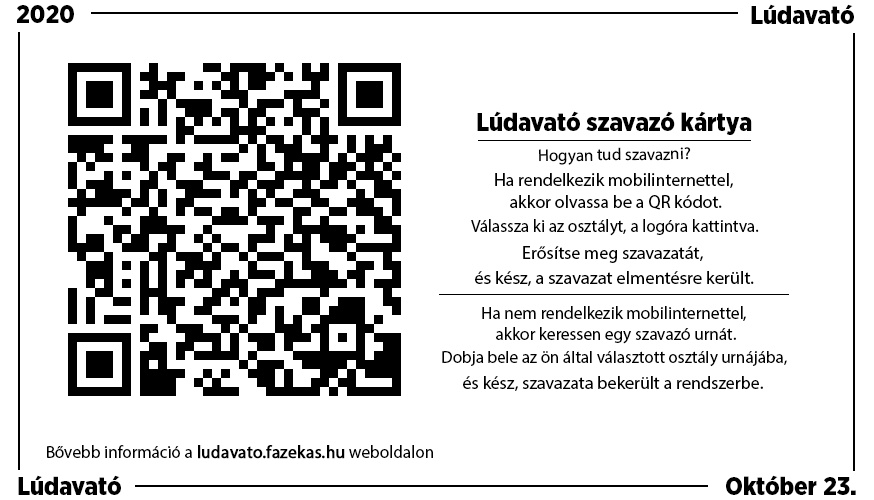 2020
Lúdavató
Lúdavató szavazó kártya
Hogyan tud szavazni?
Ha rendelkezik mobilinternettel,
akkor olvassa be a QR kódot.
Válassza ki az osztályt, a logóra kattintva.
Erősítse meg szavazatát,
és kész, a szavazat elmentésre került.
Ha nem rendelkezik mobilinternettel,
akkor keressen egy szavazó urnát.
Dobja bele az ön által választott osztály urnájába,
és kész, szavazata bekerült a rendszerbe.
Bővebb információ a ludavato.fazekas.hu weboldalon
Lúdavató
Október 23.